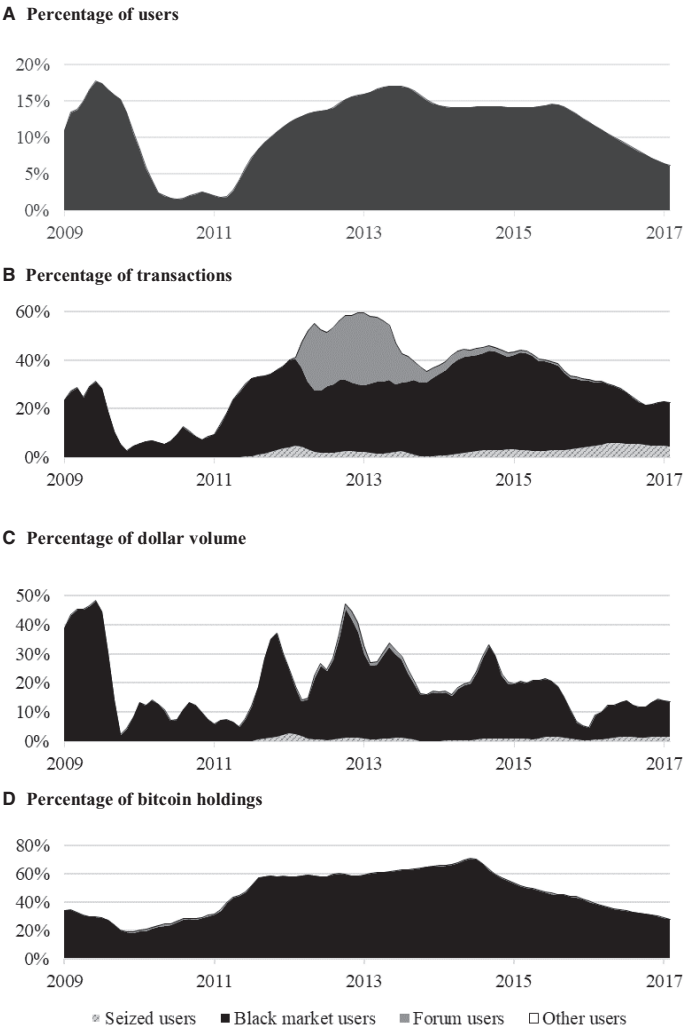 A Percentage of users
20%
15%
10%
5%
0%
2009 2011 2013 2015 2017
B Percentage of transactions
60%
40%
20%
0%
2009 2011 2013 2015 2017
C Percentage of dollar volume
50%
40%
30%
20%
10%
0%
2009 2011 2013 2015 2017
D Percentage of bitcoin holdings
80%
60%
40%
20%
0%
2009 2011 2013 2015 2017
Seized users Black market users Forum users Other users